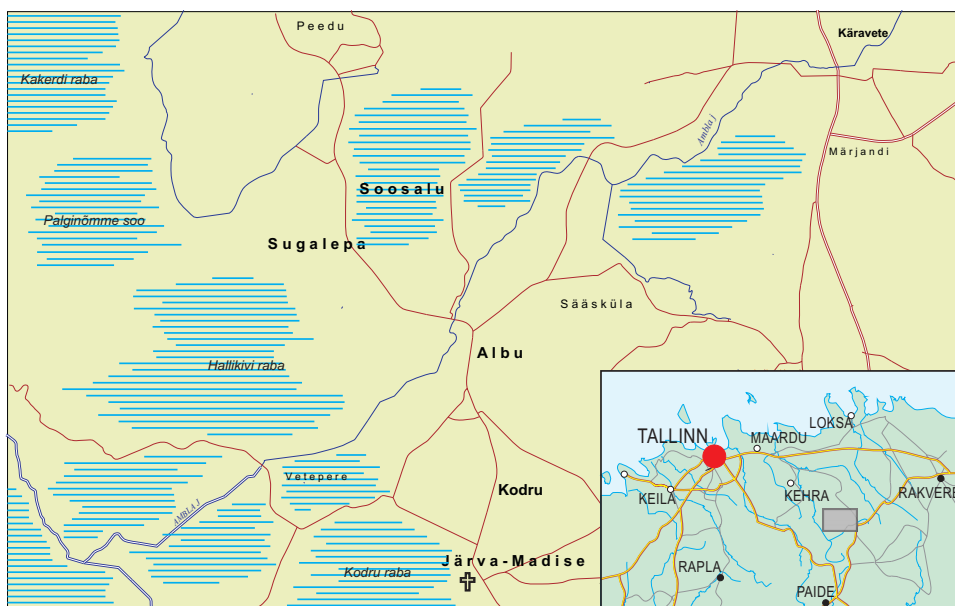 Peedu
Käravete
Kakerdi raba
Ambla j
Märjandi
Soosalu
Palginõmme soo
Sugalepa
Sääsküla
Albu
Hallikivi raba
LOKSA
TALLINN
MAARDU
Vetepere
KEILA
KEHRA
RAKVERE
Kodru
AMBLA J
Järva-Madise
RAPLA
Kodru raba
PAIDE